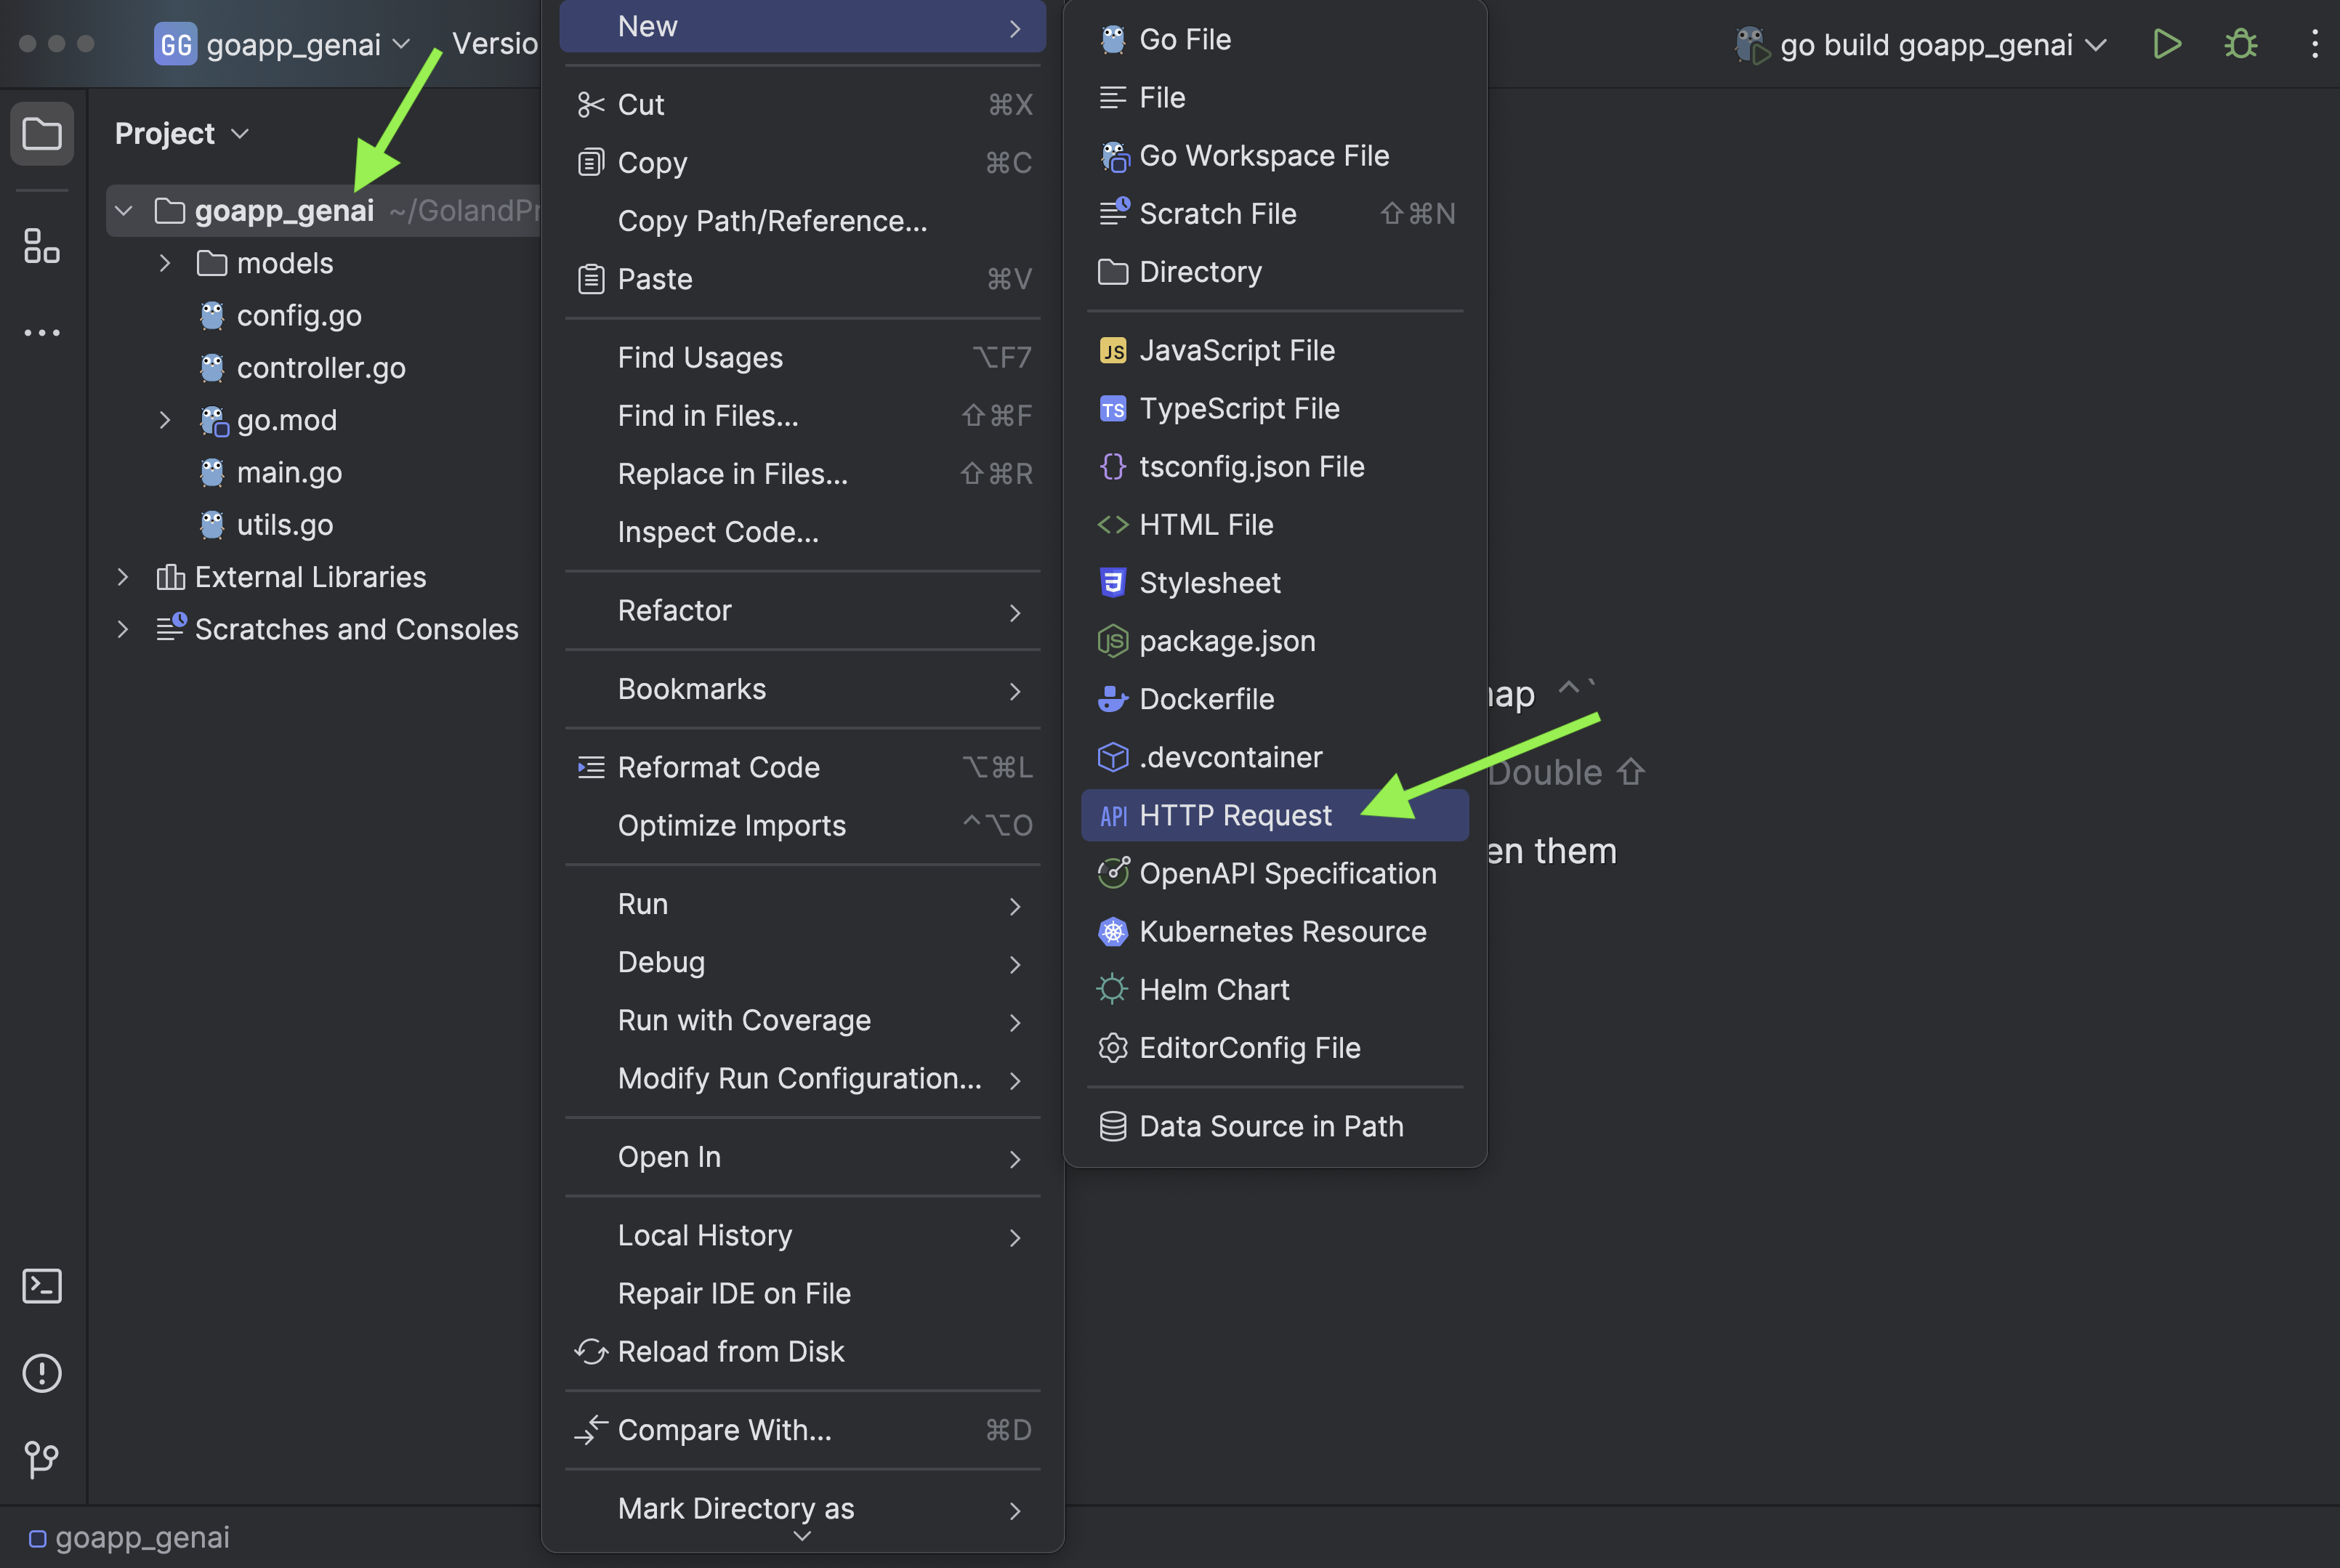 GG goapp_genai
Versio
go build goapp_genai
Project
goapp_genai ~/GolandPr
models
config.go
controller.go
go.mod
main.go
utils.go
External Libraries
Scratches and Consoles
New
Cut ⌘X
Copy ⌘C
Copy Path/Reference...
Paste ⌘V
Find Usages ⌥F7
Find in Files... ⇧⌘F
Replace in Files... ⇧⌘R
Inspect Code...
Refactor
Bookmarks
Reformat Code ⌥⌘L
Optimize Imports ^⌥O
Run
Debug
Run with Coverage
Modify Run Configuration...
Open In
Local History
Repair IDE on File
Reload from Disk
Compare With... ⌘D
Mark Directory as
Go File
File
Go Workspace File
Scratch File ⇧⌘N
Directory
JS JavaScript File
TS TypeScript File
{} tsconfig.json File
<> HTML File
Stylesheet
JS package.json
Dockerfile
.devcontainer
API HTTP Request
OpenAPI Specification
Kubernetes Resource
Helm Chart
EditorConfig File
Data Source in Path
ap ^`
Double ⇧
en them
goapp_genai